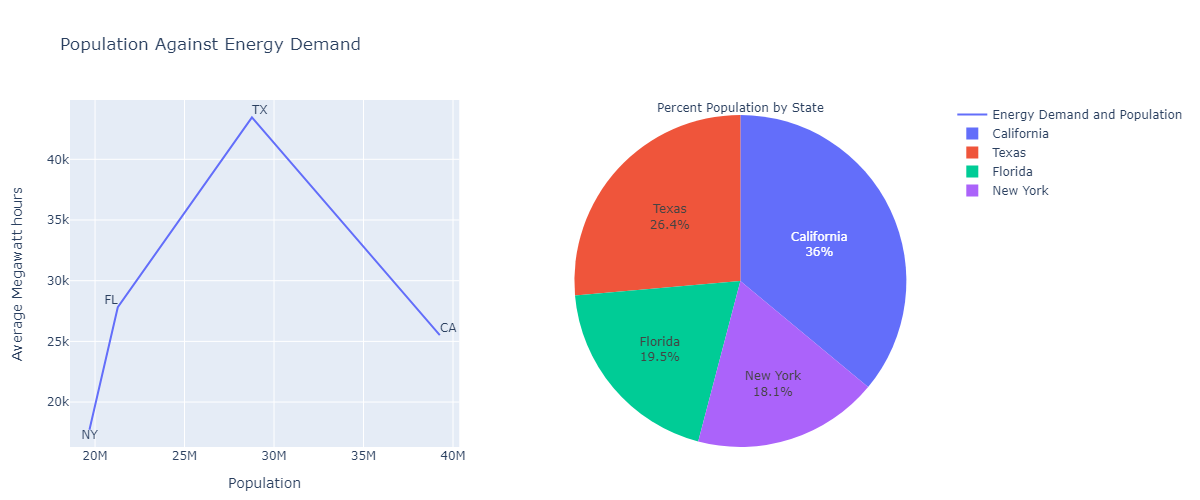 Population Against Energy Demand
Average Megawatt hours
40k
35k
30k
25k
20k
TX
FL
CA
NY
20M
25M
30M
35M
40M
Population
Percent Population by State
Texas
26.4%
California
36%
Florida
19.5%
New York
18.1%
Energy Demand and Population
California
Texas
Florida
New York